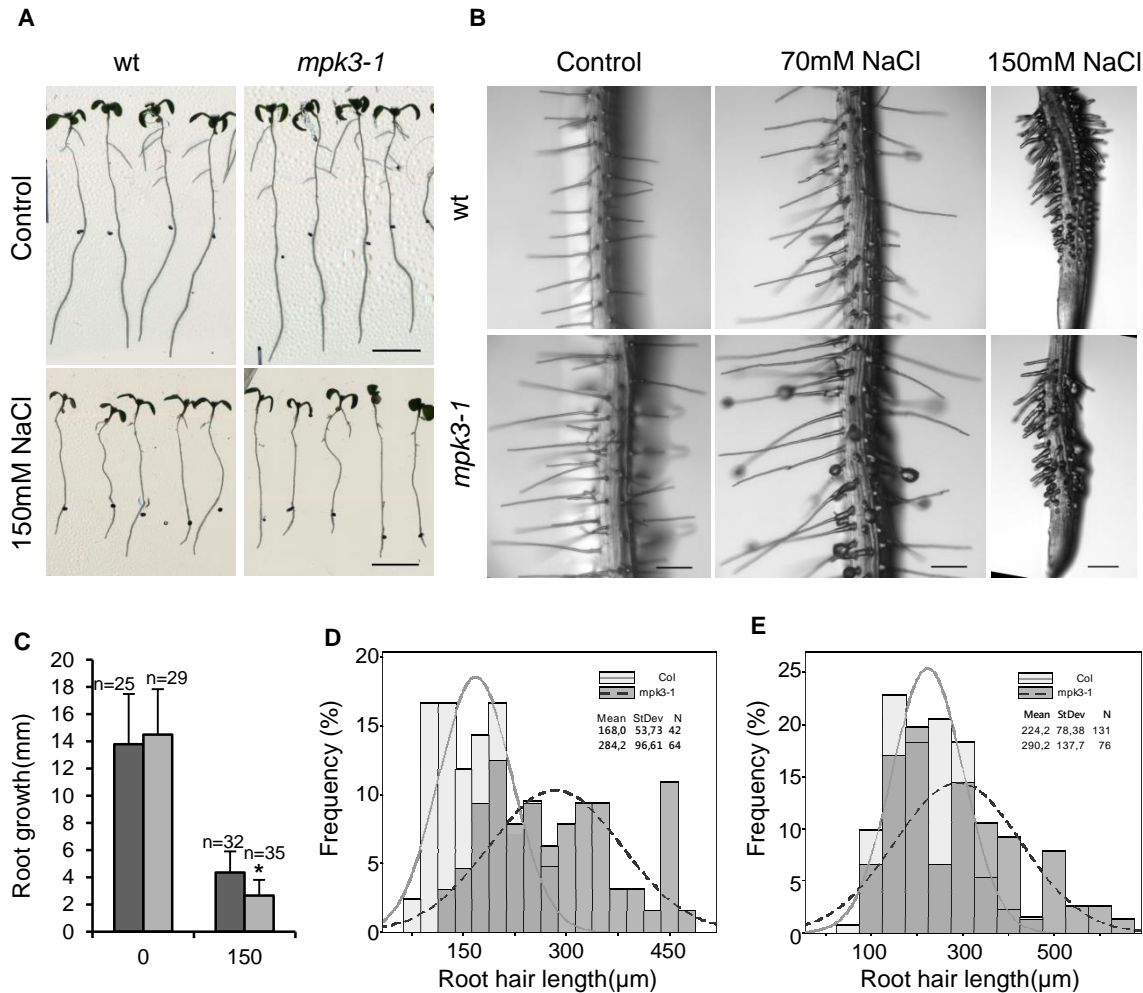 A
B
wt
mpk3-1
Control
150mM NaCl
Control
70mM NaCl
150mM NaCl
wt
mpk3-1
C
Root growth(mm)
20
18
16
14
12
10
8
6
4
2
0
n=25
n=29
n=32
n=35
*
0
150
D
Frequency (%)
20
15
10
5
0
Col
mpk3-1
Mean StDev N
168,0 53,73 42
284,2 96,61 64
150
300
450
Root hair length(µm)
E
Frequency (%)
25
20
15
10
5
0
Col
mpk3-1
Mean StDev N
224,2 78,38 131
290,2 137,7 76
100
300
500
Root hair length(µm)